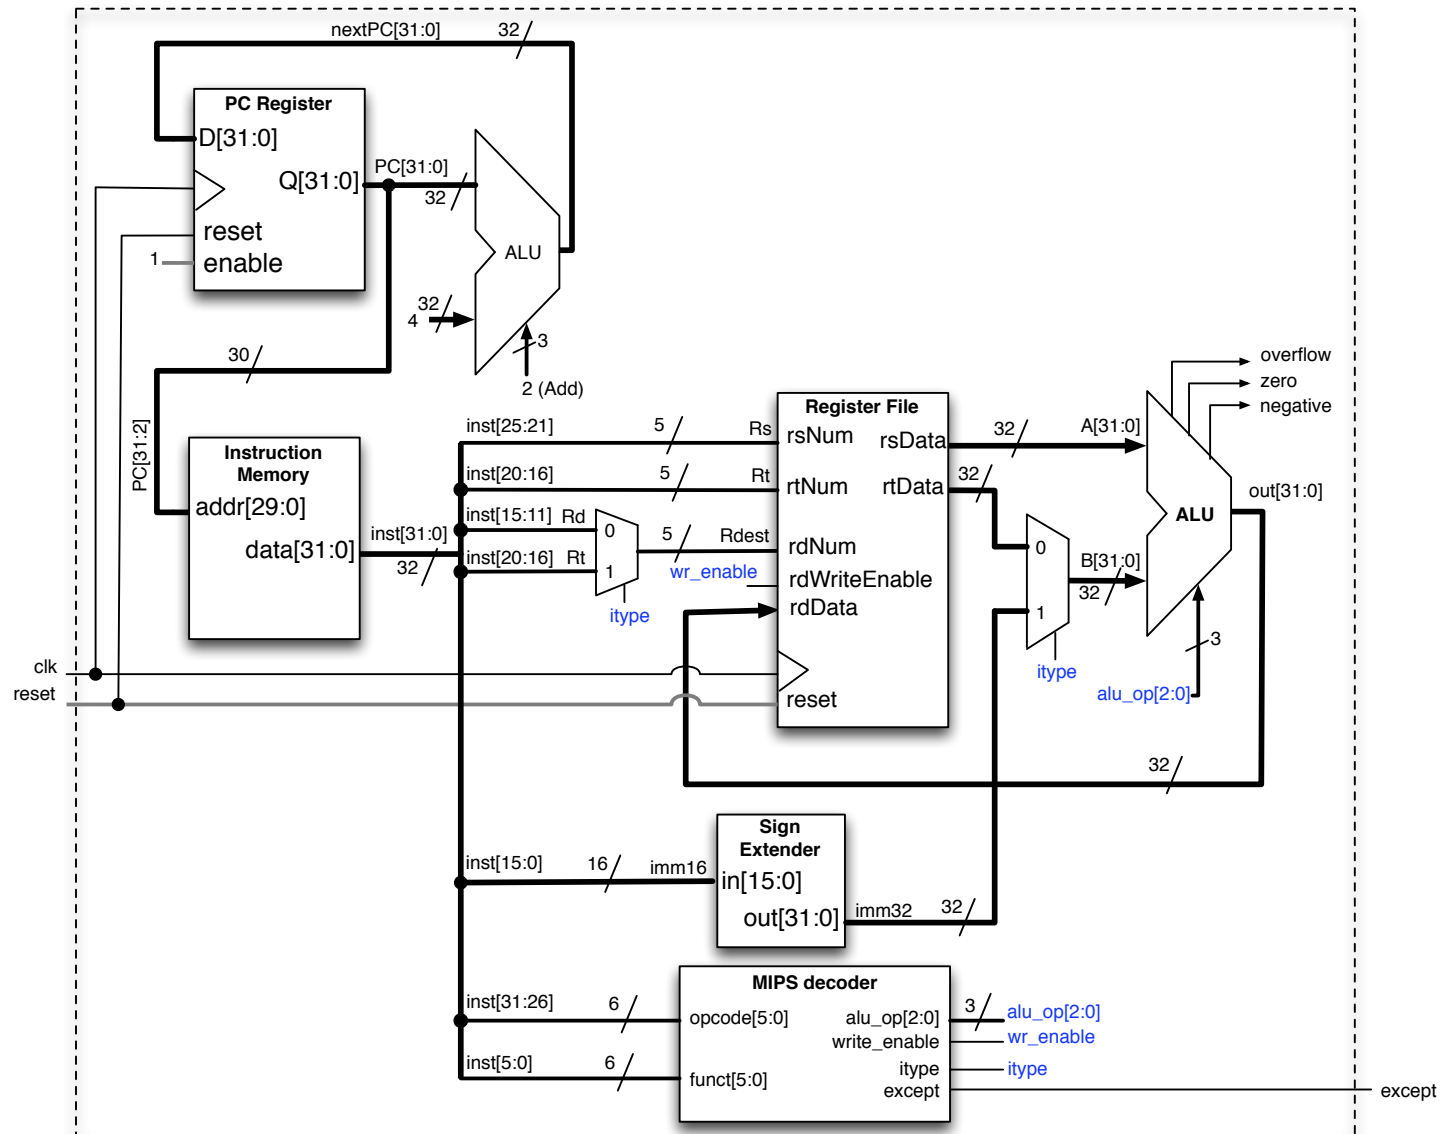 nextPC[31:0]
32
PC Register
D[31:0]
Q[31:0]
reset
enable
1
PC[31:0]
32
ALU
32
4
3
2 (Add)
30
PC[31:2]
Instruction
Memory
addr[29:0]
data[31:0]
inst[31:0]
32
inst[25:21]
5
Rs
inst[20:16]
5
Rt
inst[15:11]
Rd
0
inst[20:16]
Rt
1
itype
5
Rdest
wr_enable
Register File
rsNum
rsData
rtNum
rtData
rdNum
rdWriteEnable
rdData
reset
32
A[31:0]
32
0
1
itype
B[31:0]
32
overflow
zero
negative
ALU
out[31:0]
3
alu_op[2:0]
32
clk
reset
inst[15:0]
16
imm16
Sign
Extender
in[15:0]
out[31:0]
imm32
32
MIPS decoder
inst[31:26]
6
opcode[5:0]
alu_op[2:0]
3
alu_op[2:0]
write_enable
wr_enable
inst[5:0]
6
funct[5:0]
itype
itype
except
except